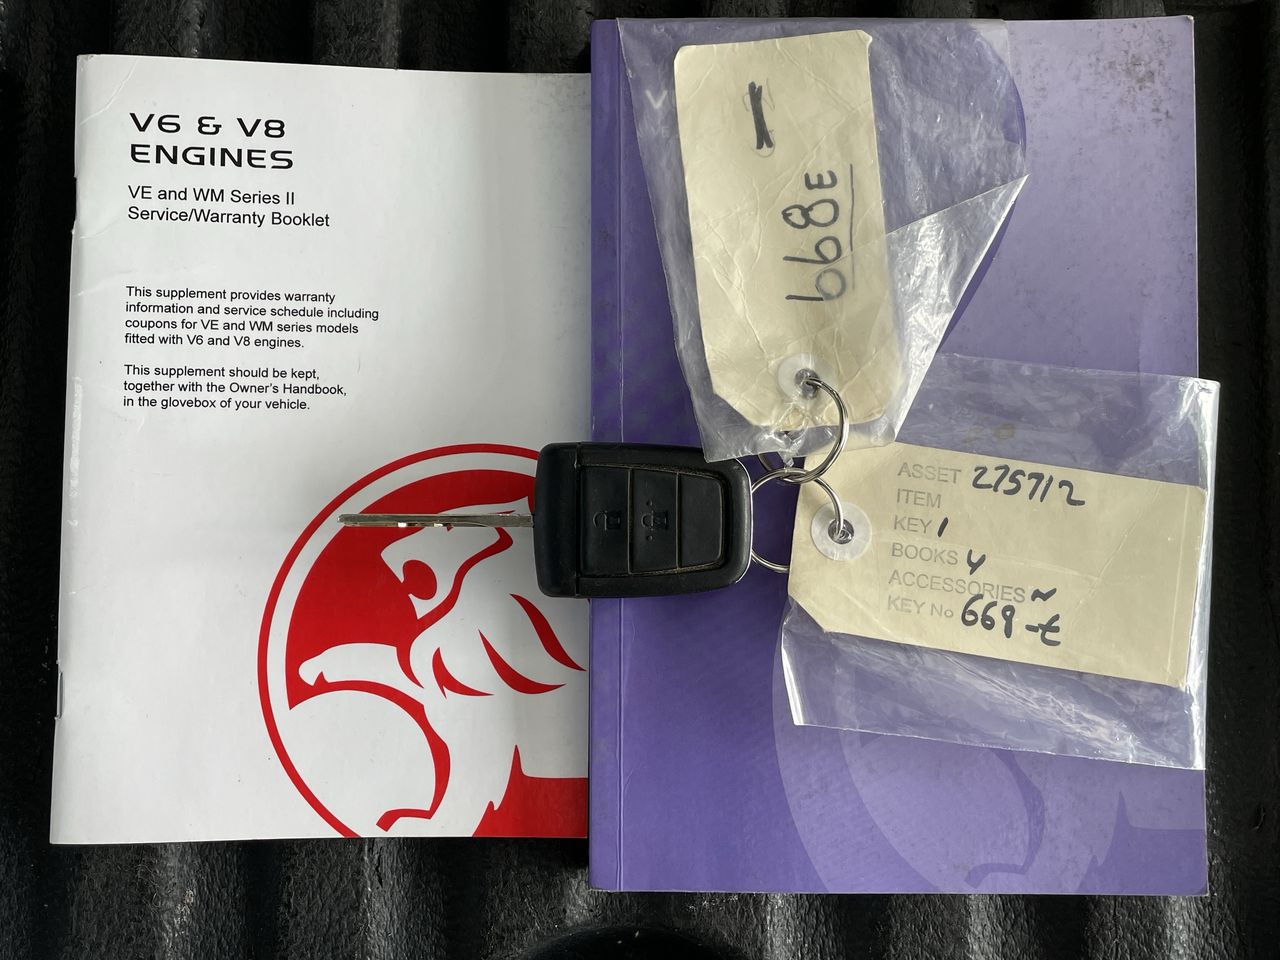 V6 & V8
ENGINES
VE and WM Series II
Service/Warranty Booklet
This supplement provides warranty
information and service schedule including
coupons for VE and WM series models
fitted with V6 and V8 engines.
This supplement should be kept,
together with the Owner's Handbook,
in the glovebox of your vehicle.
668E
ASSET 275712
ITEM
KEY 1
BOOKS 4
ACCESSORIES ~
KEY No